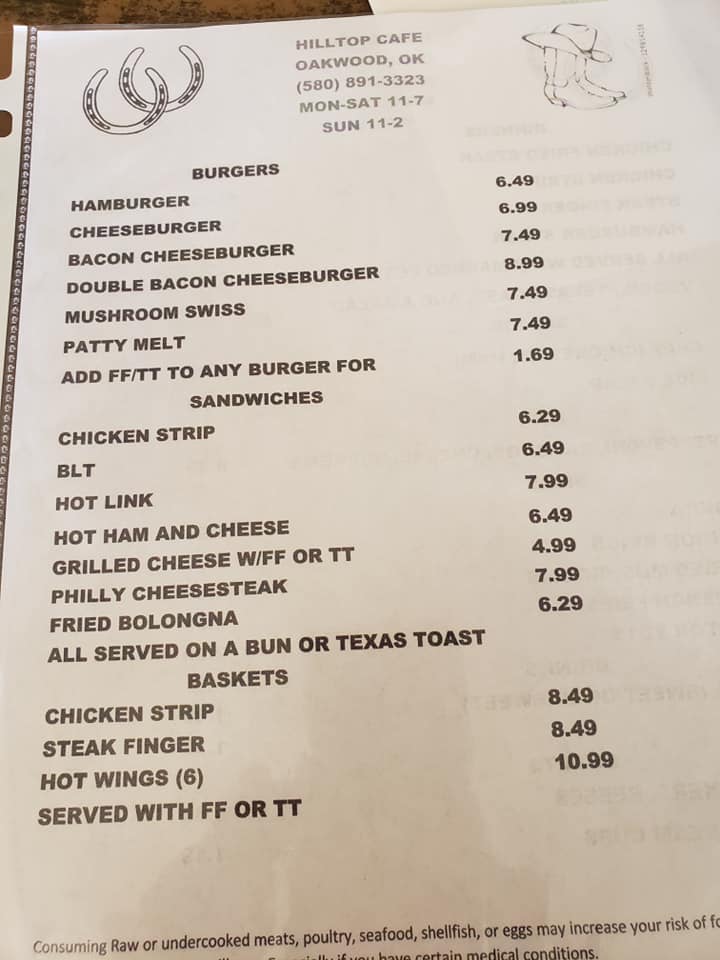 HILLTOP CAFE
OAKWOOD, OK
(580) 891-3323
MON-SAT 11-7
SUN 11-2
BURGERS
HAMBURGER 6.49
CHEESEBURGER 6.99
BACON CHEESEBURGER 7.49
DOUBLE BACON CHEESEBURGER 8.99
MUSHROOM SWISS 7.49
PATTY MELT 7.49
ADD FF/TT TO ANY BURGER FOR 1.69
SANDWICHES
CHICKEN STRIP 6.29
BLT 6.49
HOT LINK 7.99
HOT HAM AND CHEESE 6.49
GRILLED CHEESE W/FF OR TT 4.99
PHILLY CHEESESTEAK 7.99
FRIED BOLONGNA 6.29
ALL SERVED ON A BUN OR TEXAS TOAST
BASKETS
CHICKEN STRIP 8.49
STEAK FINGER 8.49
HOT WINGS (6) 10.99
SERVED WITH FF OR TT
Consuming Raw or undercooked meats, poultry, seafood, shellfish, or eggs may increase your risk of
if you have certain medical conditions.